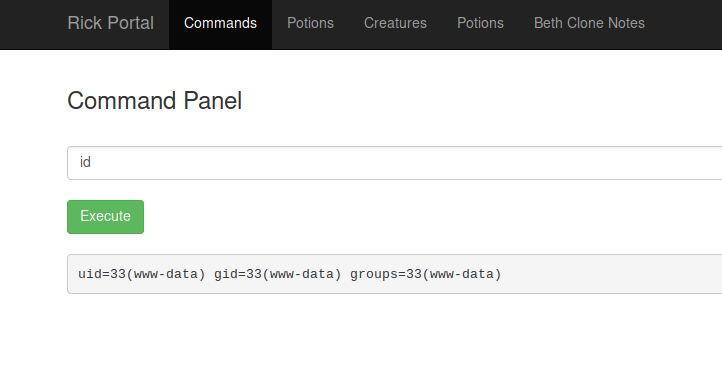 Rick Portal Commands Potions Creatures Potions Beth Clone Notes
Command Panel
id
Execute
uid=33(www-data) gid=33(www-data) groups=33(www-data)